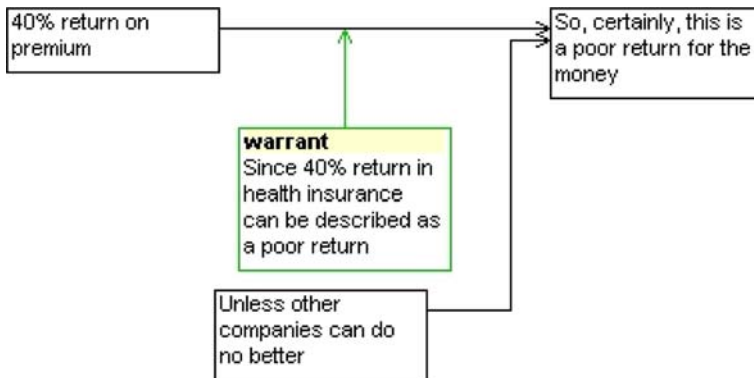 40% return on
premium
So, certainly, this is
a poor return for the
money
warrant
Since 40% return in
health insurance
can be described as
a poor return
Unless other
companies can do
no better